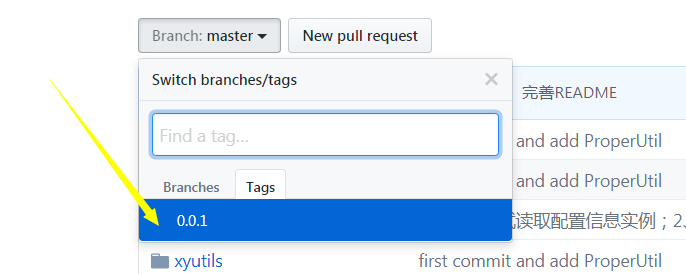 Branch: master New pull request
Switch branches/tags
完善README
Find a tag...
and add ProperUtil
Branches Tags
and add ProperUtil
0.0.1
读取配置信息实例；2、
xyutils first commit and add ProperUtil